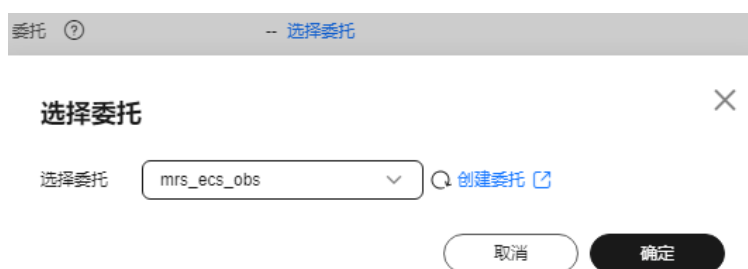 委托 ? -- 选择委托
选择委托
选择委托 mrs_ecs_obs 创建委托
取消 确定